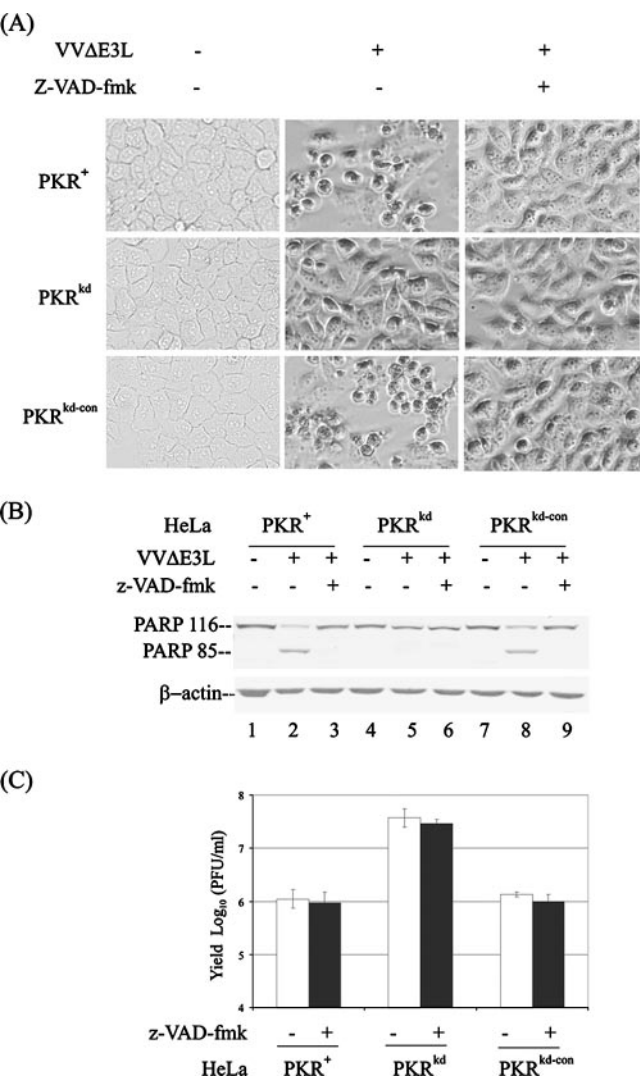 (A)
VVΔE3L - + +
Z-VAD-fmk - - +
PKR+
PKRkd
PKRkd-con
(B)
HeLa PKR+ PKRkd PKRkd-con
VVΔE3L - + + - + + - + +
z-VAD-fmk - - + - - + - - +
PARP 116--
PARP 85--
β–actin--
1 2 3 4 5 6 7 8 9
(C)
8
7
6
5
4
Yield Log10 (PFU/ml)
z-VAD-fmk - + - + - +
HeLa PKR+ PKRkd PKRkd-con